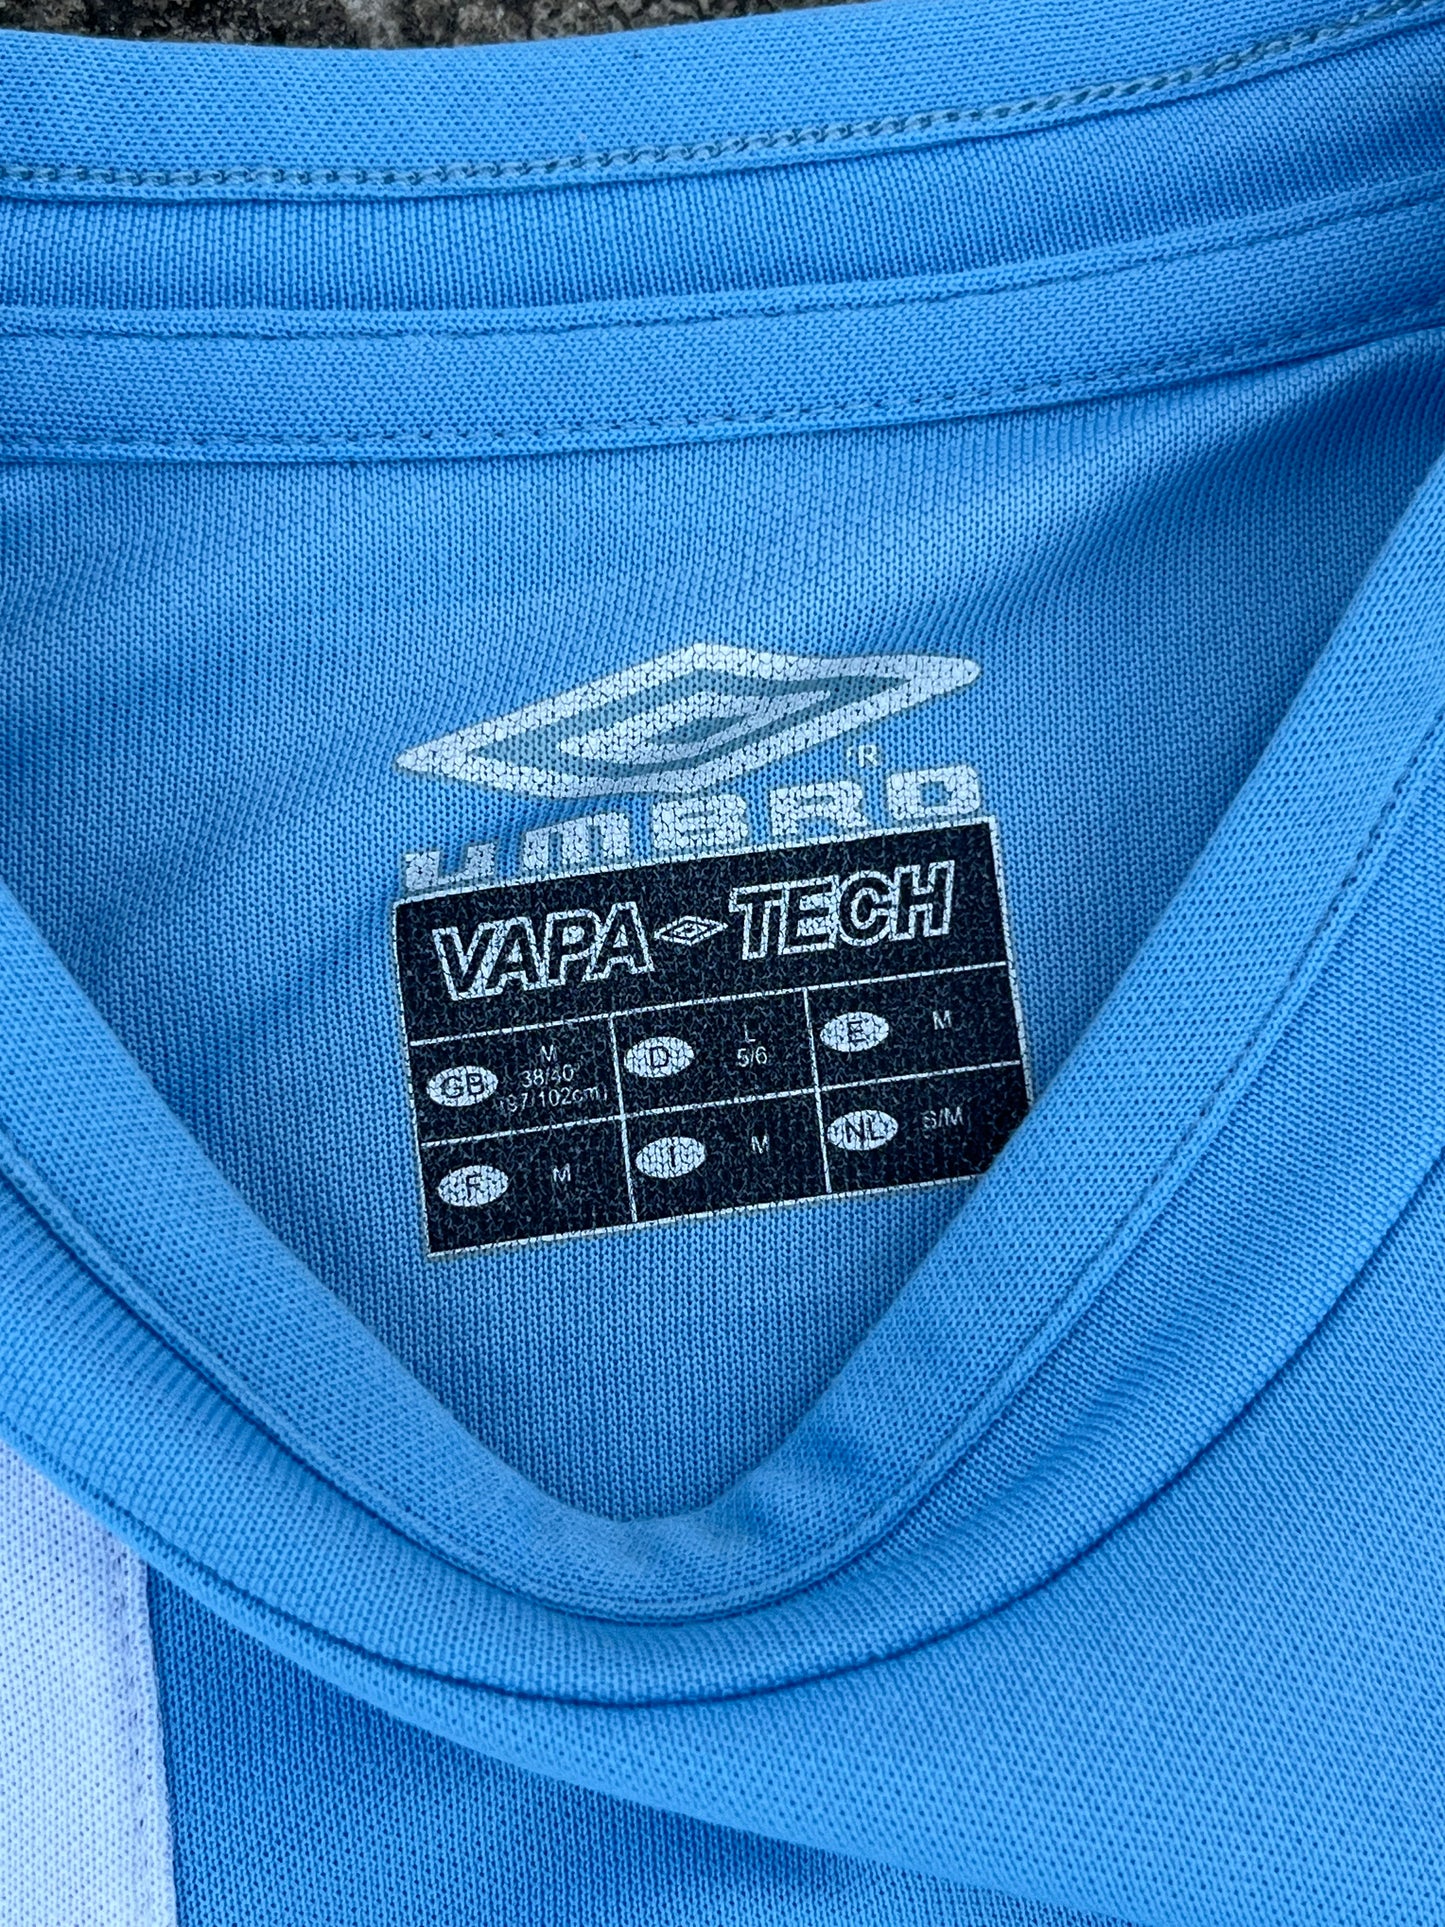 ®
UMBRO
VAPA TECH
GB M 38/40" (97/102cm)
D L 5/6
E M
F M
I M
NL S/M